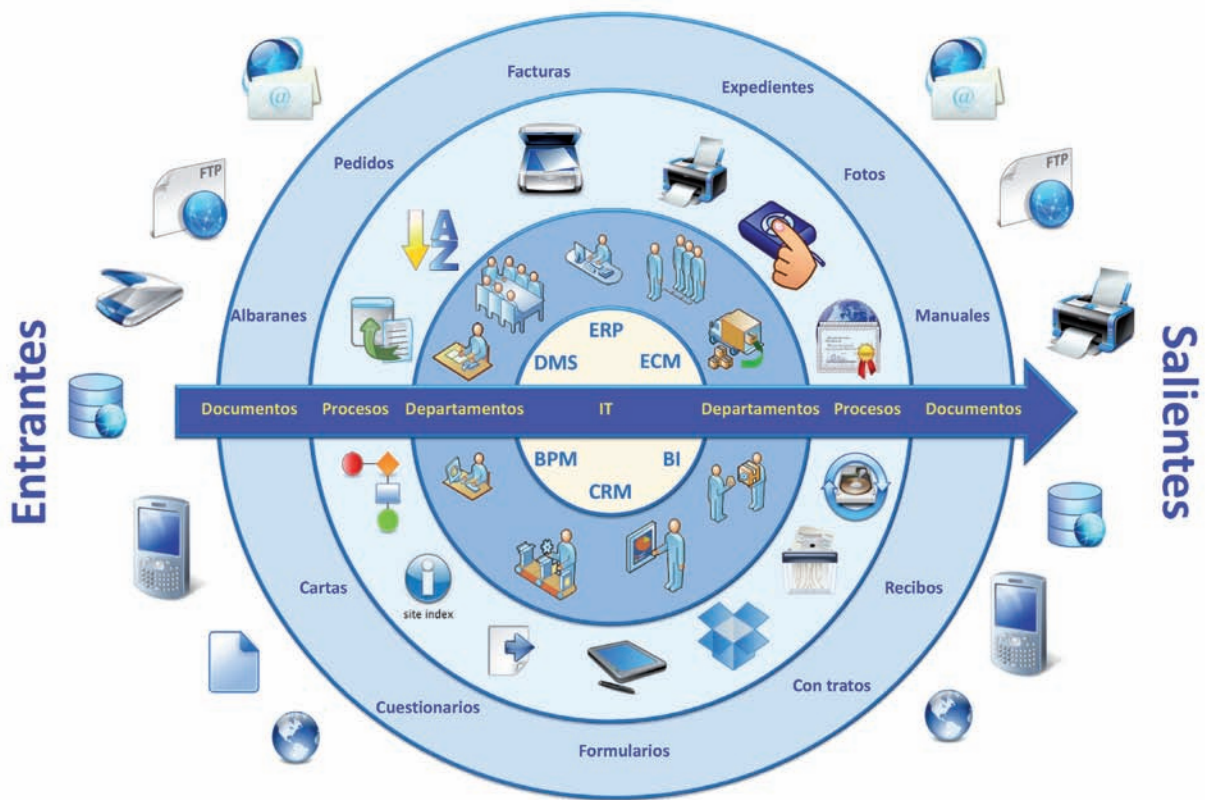 Facturas
Expedientes
Pedidos
Fotos
FTP
FTP
AZ
Albaranes
Manuales
ERP
DMS
ECM
Entrantes
Salientes
Documentos
Procesos
Departamentos
IT
Departamentos
Procesos
Documentos
BPM
BI
CRM
Cartas
Recibos
site index
Con tratos
Cuestionarios
Formularios
@
@
i